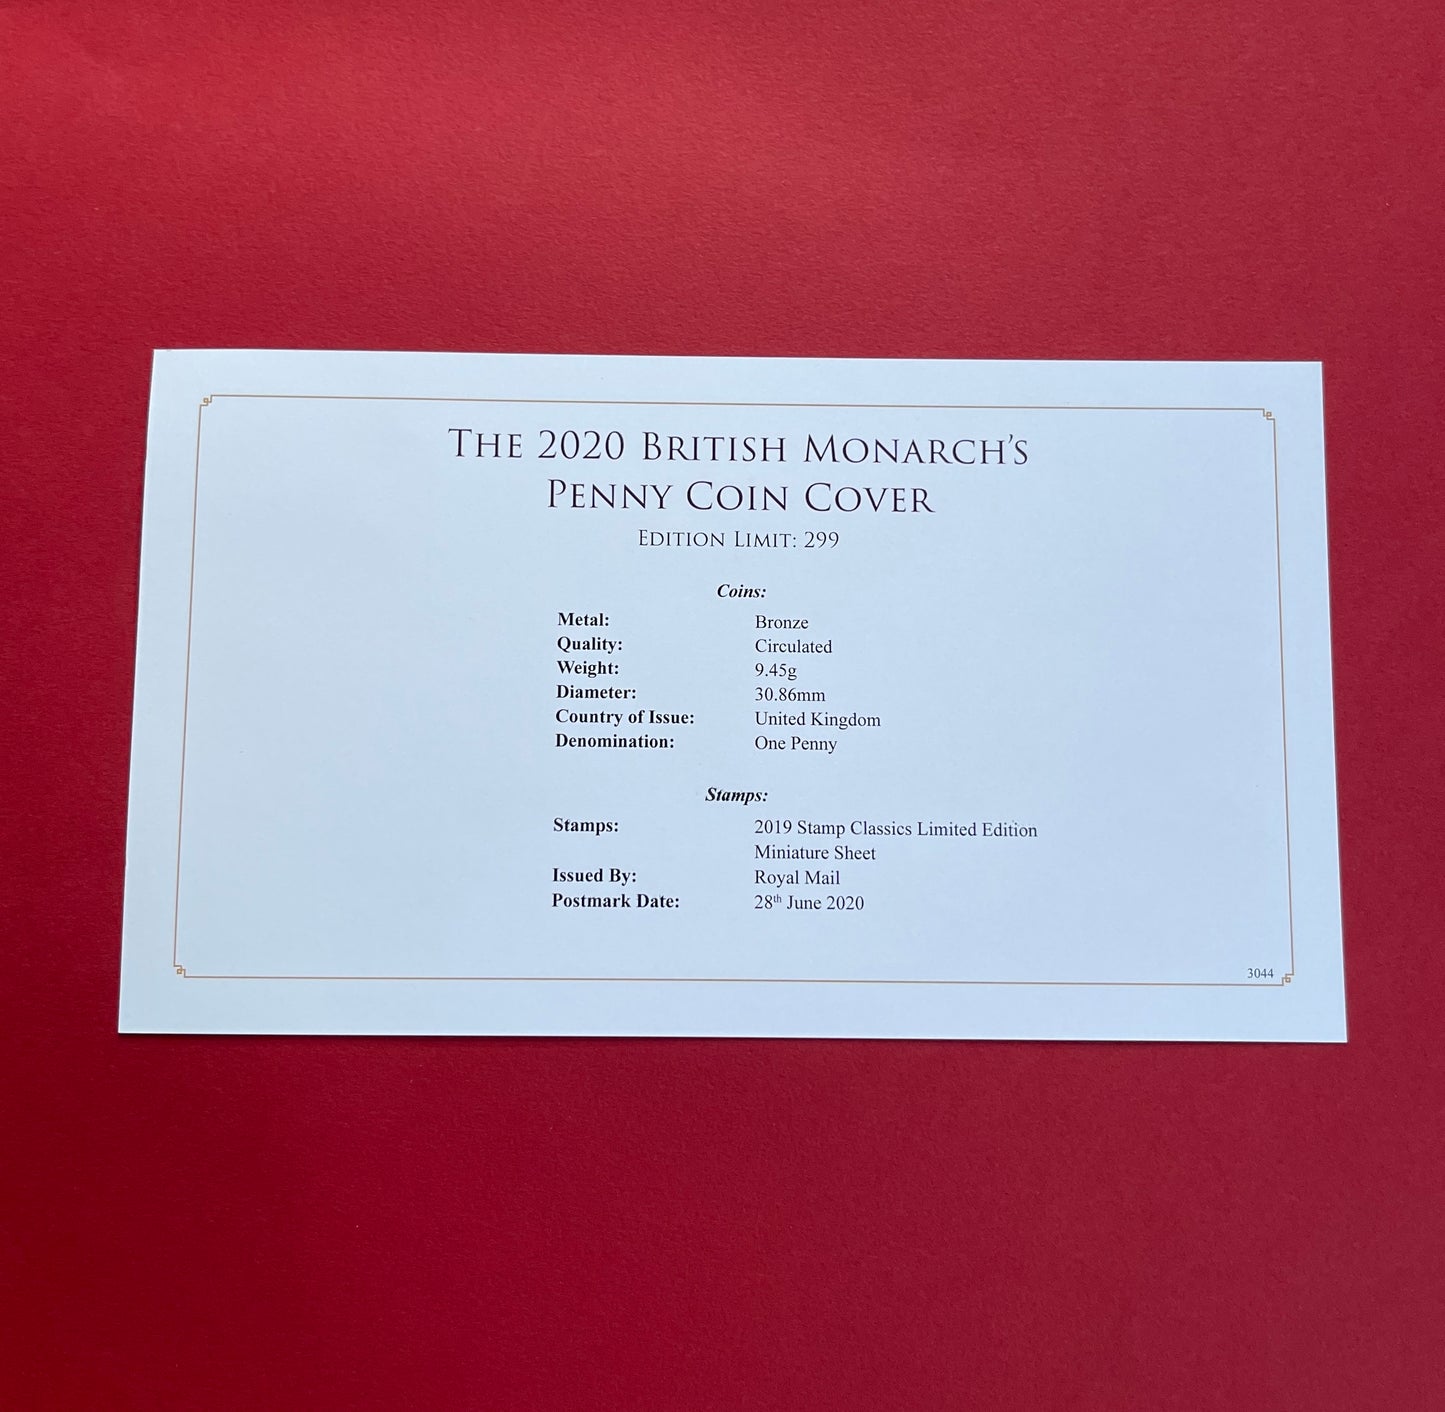 THE 2020 BRITISH MONARCH'S
PENNY COIN COVER
EDITION LIMIT: 299
Coins:
Metal: Bronze
Quality: Circulated
Weight: 9.45g
Diameter: 30.86mm
Country of Issue: United Kingdom
Denomination: One Penny
Stamps:
Stamps: 2019 Stamp Classics Limited Edition
Miniature Sheet
Issued By: Royal Mail
Postmark Date: 28th June 2020
3044